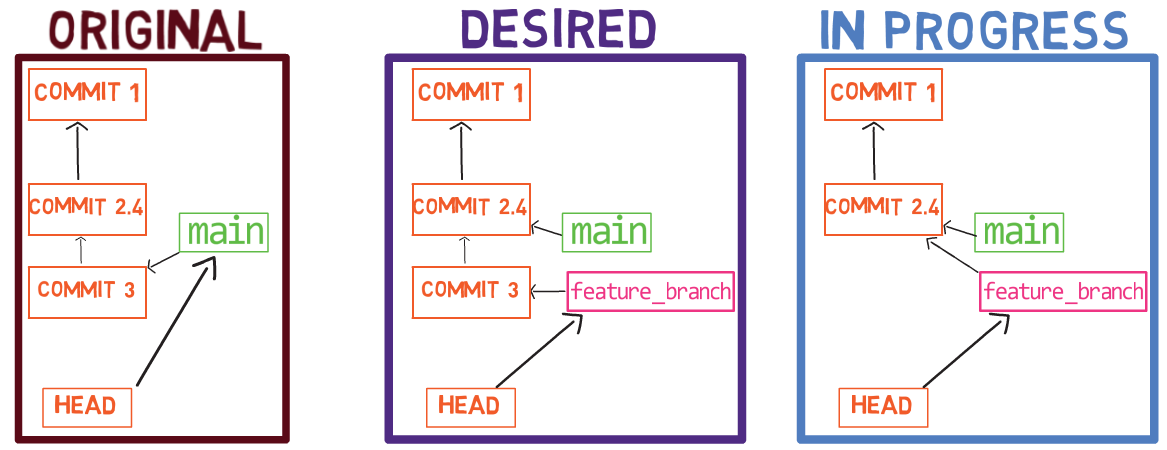 ORIGINAL
COMMIT 1
COMMIT 2.4
main
COMMIT 3
HEAD
DESIRED
COMMIT 1
COMMIT 2.4
main
COMMIT 3
feature_branch
HEAD
IN PROGRESS
COMMIT 1
COMMIT 2.4
main
feature_branch
HEAD